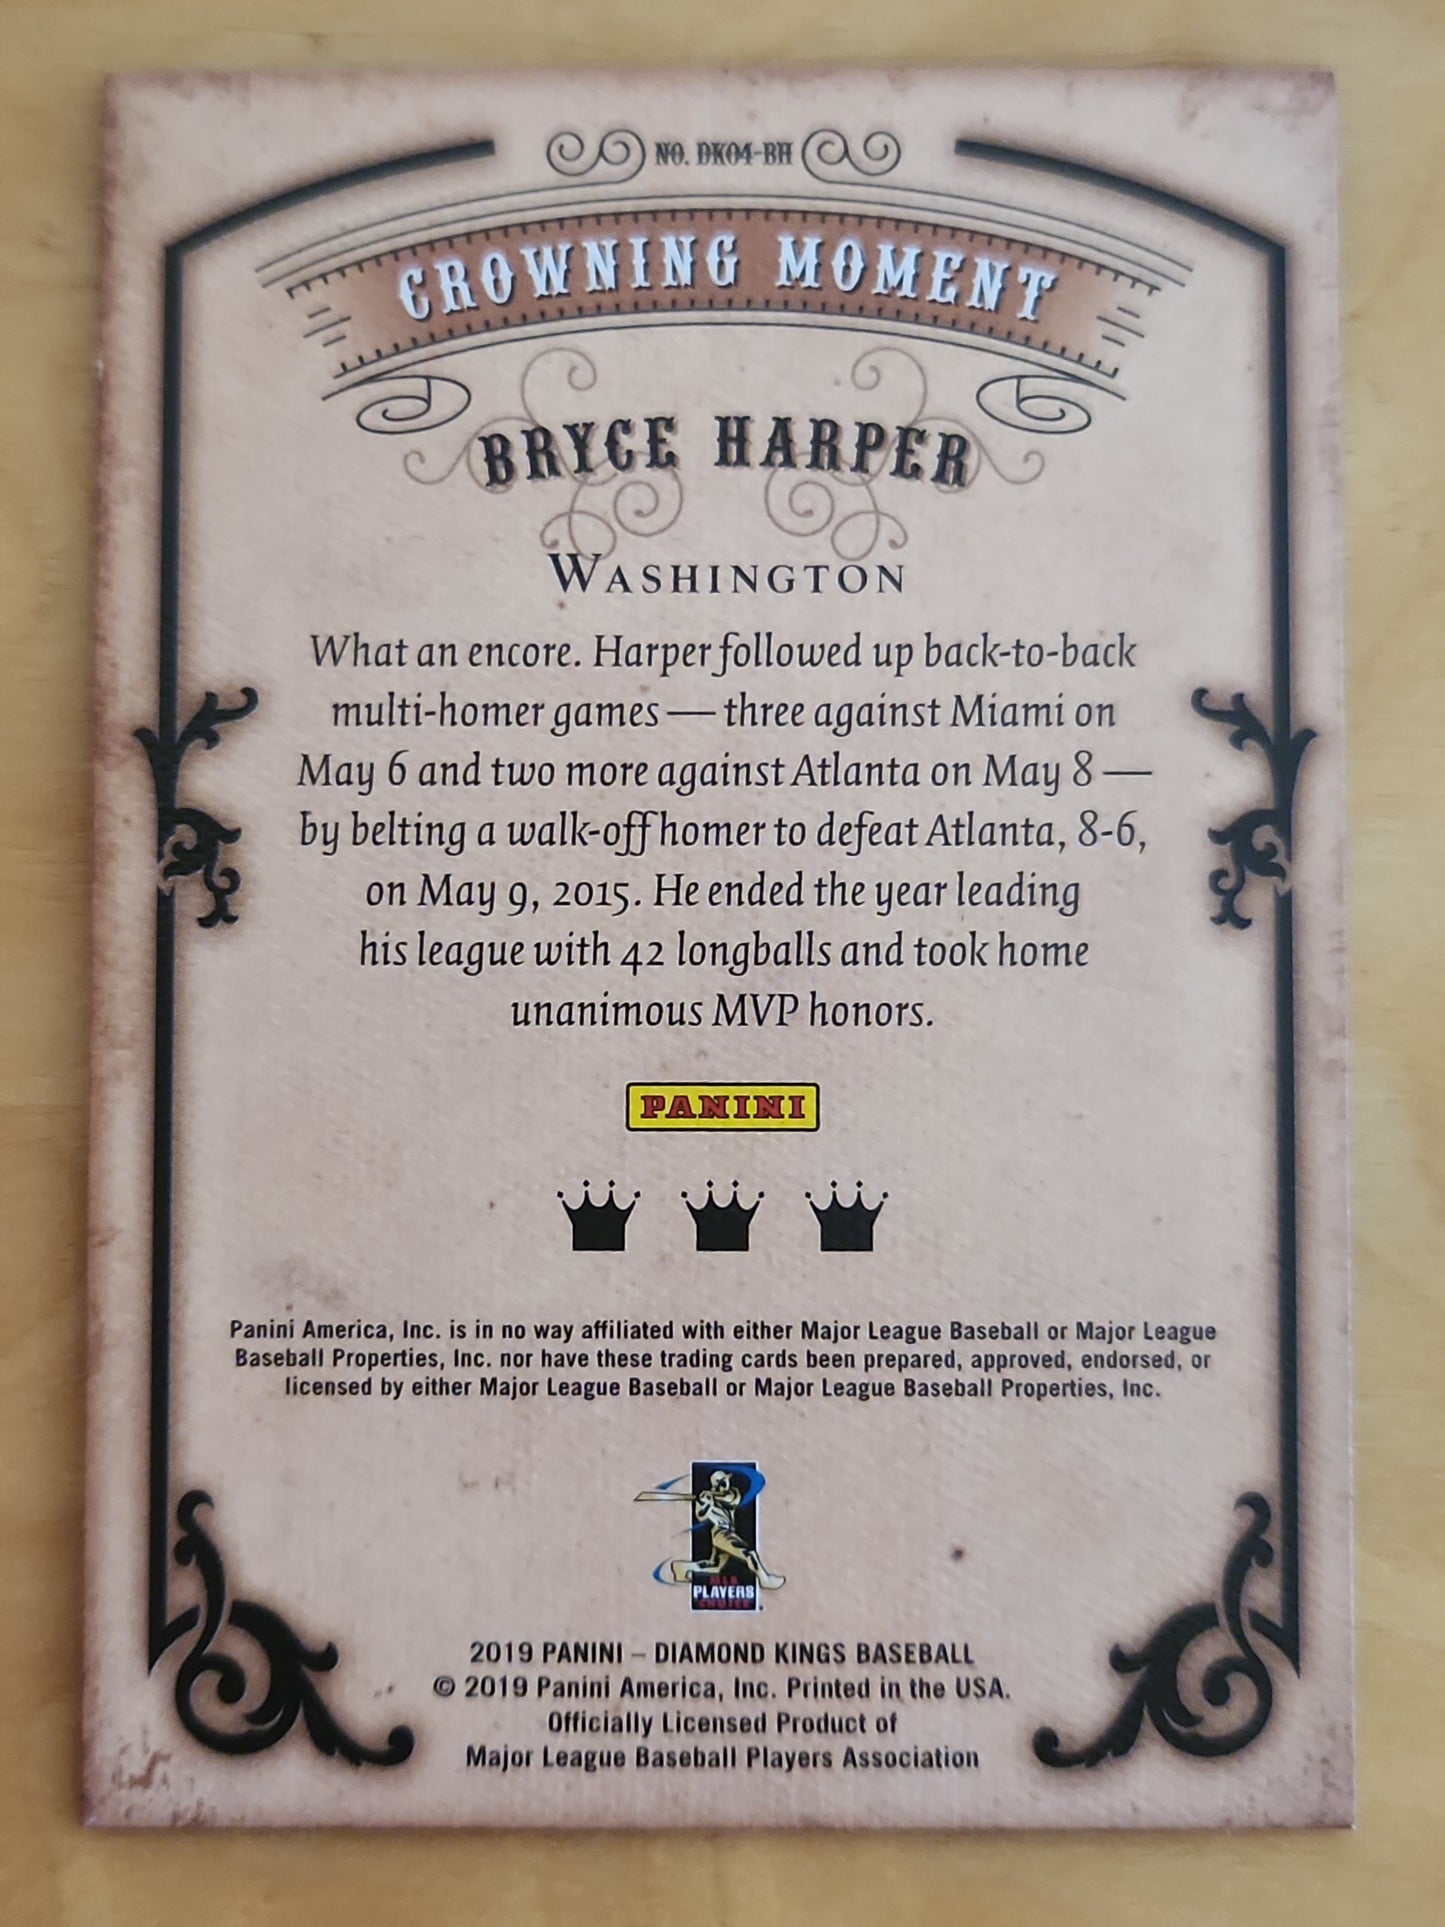 NO. DK04-BH
CROWNING MOMENT
BRYCE HARPER
WASHINGTON
What an encore. Harper followed up back-to-back
multi-homer games — three against Miami on
May 6 and two more against Atlanta on May 8 —
by belting a walk-off homer to defeat Atlanta, 8-6,
on May 9, 2015. He ended the year leading
his league with 42 longballs and took home
unanimous MVP honors.
PANINI
Panini America, Inc. is in no way affiliated with either Major League Baseball or Major League
Baseball Properties, Inc. nor have these trading cards been prepared, approved, endorsed, or
licensed by either Major League Baseball or Major League Baseball Properties, Inc.
MLB
PLAYERS
CHOICE
2019 PANINI – DIAMOND KINGS BASEBALL
© 2019 Panini America, Inc. Printed in the USA.
Officially Licensed Product of
Major League Baseball Players Association